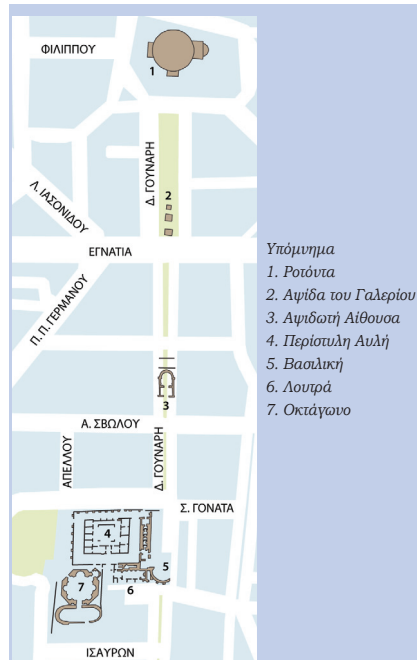 ΦΙΛΙΠΠΟΥ
1
Δ. ΓΟΥΝΑΡΗ
2
Λ. ΙΑΣΟΝΙΔΟΥ
ΕΓΝΑΤΙΑ
Π. Π. ΓΕΡΜΑΝΟΥ
3
Α. ΣΒΩΛΟΥ
ΑΠΕΛΛΟΥ
Δ. ΓΟΥΝΑΡΗ
Σ. ΓΟΝΑΤΑ
4
5
6
7
ΙΣΑΥΡΩΝ
Υπόμνημα
1. Ροτόντα
2. Αψίδα του Γαλερίου
3. Αψιδωτή Αίθουσα
4. Περίστυλη Αυλή
5. Βασιλική
6. Λουτρά
7. Οκτάγωνο